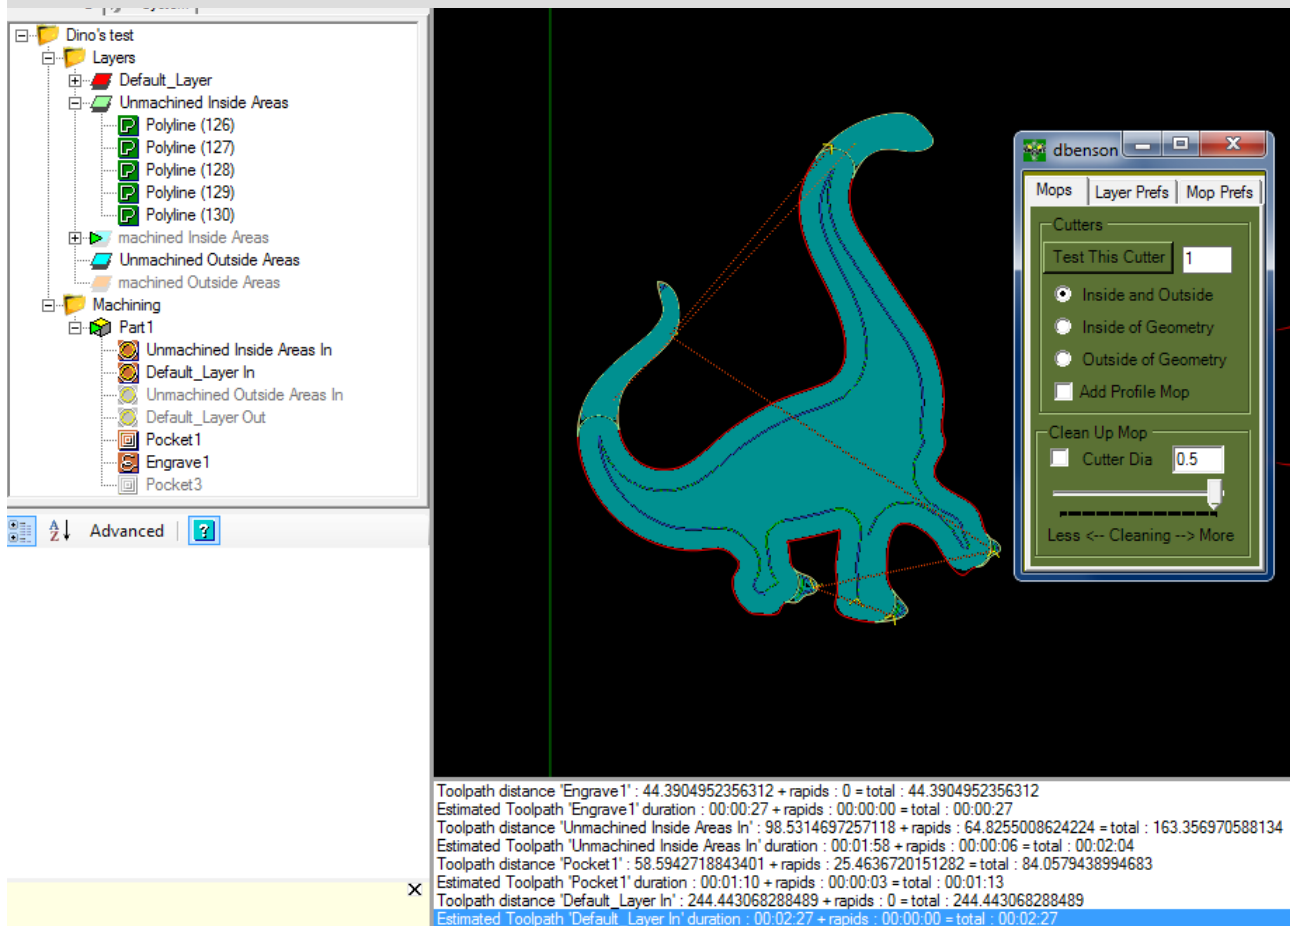 System
Dino's test
Layers
Default_Layer
Unmachined Inside Areas
Polyline (126)
Polyline (127)
Polyline (128)
Polyline (129)
Polyline (130)
machined Inside Areas
Unmachined Outside Areas
machined Outside Areas
Machining
Part1
Unmachined Inside Areas In
Default_Layer In
Unmachined Outside Areas In
Default_Layer Out
Pocket1
Engrave1
Pocket3
A
Z
Advanced
?
dbenson
Mops Layer Prefs Mop Prefs
Cutters
Test This Cutter 1
Inside and Outside
Inside of Geometry
Outside of Geometry
Add Profile Mop
Clean Up Mop
Cutter Dia 0.5
Less <-- Cleaning --> More
Toolpath distance 'Engrave1' : 44.3904952356312 + rapids : 0 = total : 44.3904952356312
Estimated Toolpath 'Engrave1' duration : 00:00:27 + rapids : 00:00:00 = total : 00:00:27
Toolpath distance 'Unmachined Inside Areas In' : 98.5314697257118 + rapids : 64.8255008624224 = total : 163.356970588134
Estimated Toolpath 'Unmachined Inside Areas In' duration : 00:01:58 + rapids : 00:00:06 = total : 00:02:04
Toolpath distance 'Pocket1' : 58.5942718843401 + rapids : 25.4636720151282 = total : 84.0579438994683
Estimated Toolpath 'Pocket1' duration : 00:01:10 + rapids : 00:00:03 = total : 00:01:13
Toolpath distance 'Default_Layer In' : 244.443068288489 + rapids : 0 = total : 244.443068288489
Estimated Toolpath 'Default_Layer In' duration : 00:02:27 + rapids : 00:00:00 = total : 00:02:27